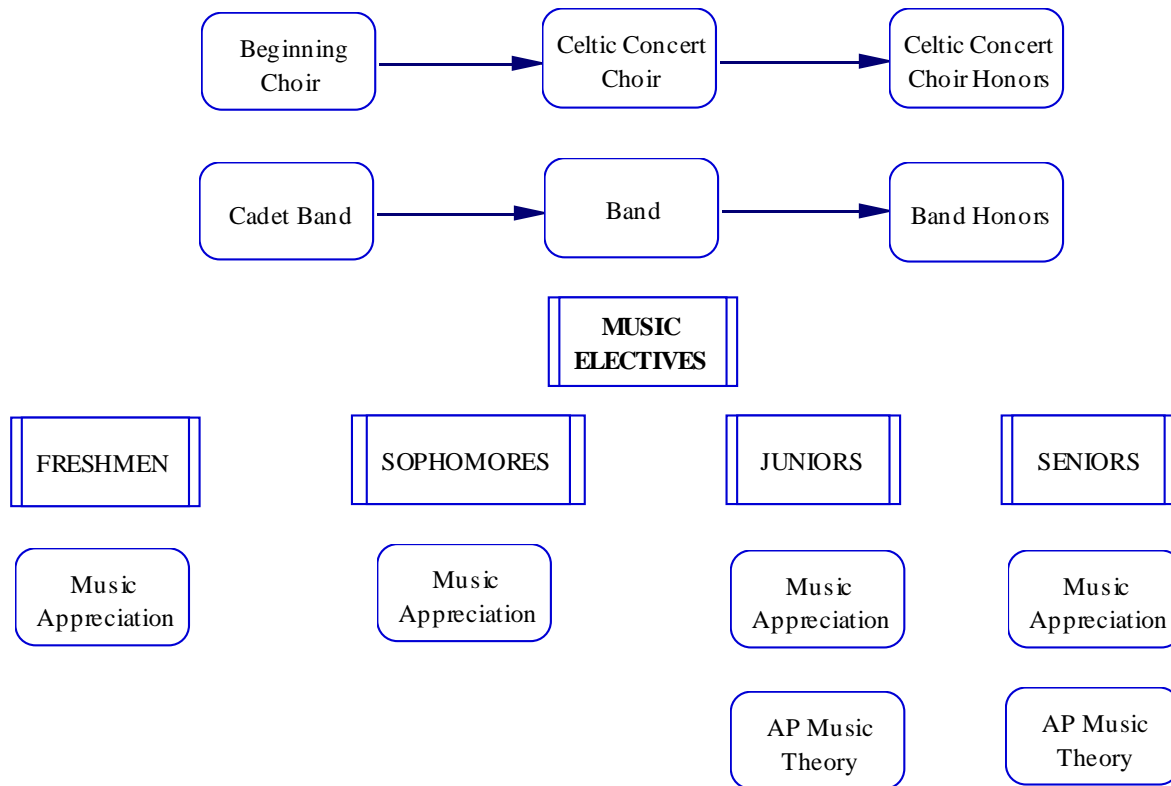 Beginning
Choir
Celtic Concert
Choir
Celtic Concert
Choir Honors
Cadet Band
Band
Band Honors
MUSIC
ELECTIVES
FRESHMEN
SOPHOMORES
JUNIORS
SENIORS
Music
Appreciation
Music
Appreciation
Music
Appreciation
Music
Appreciation
AP Music
Theory
AP Music
Theory